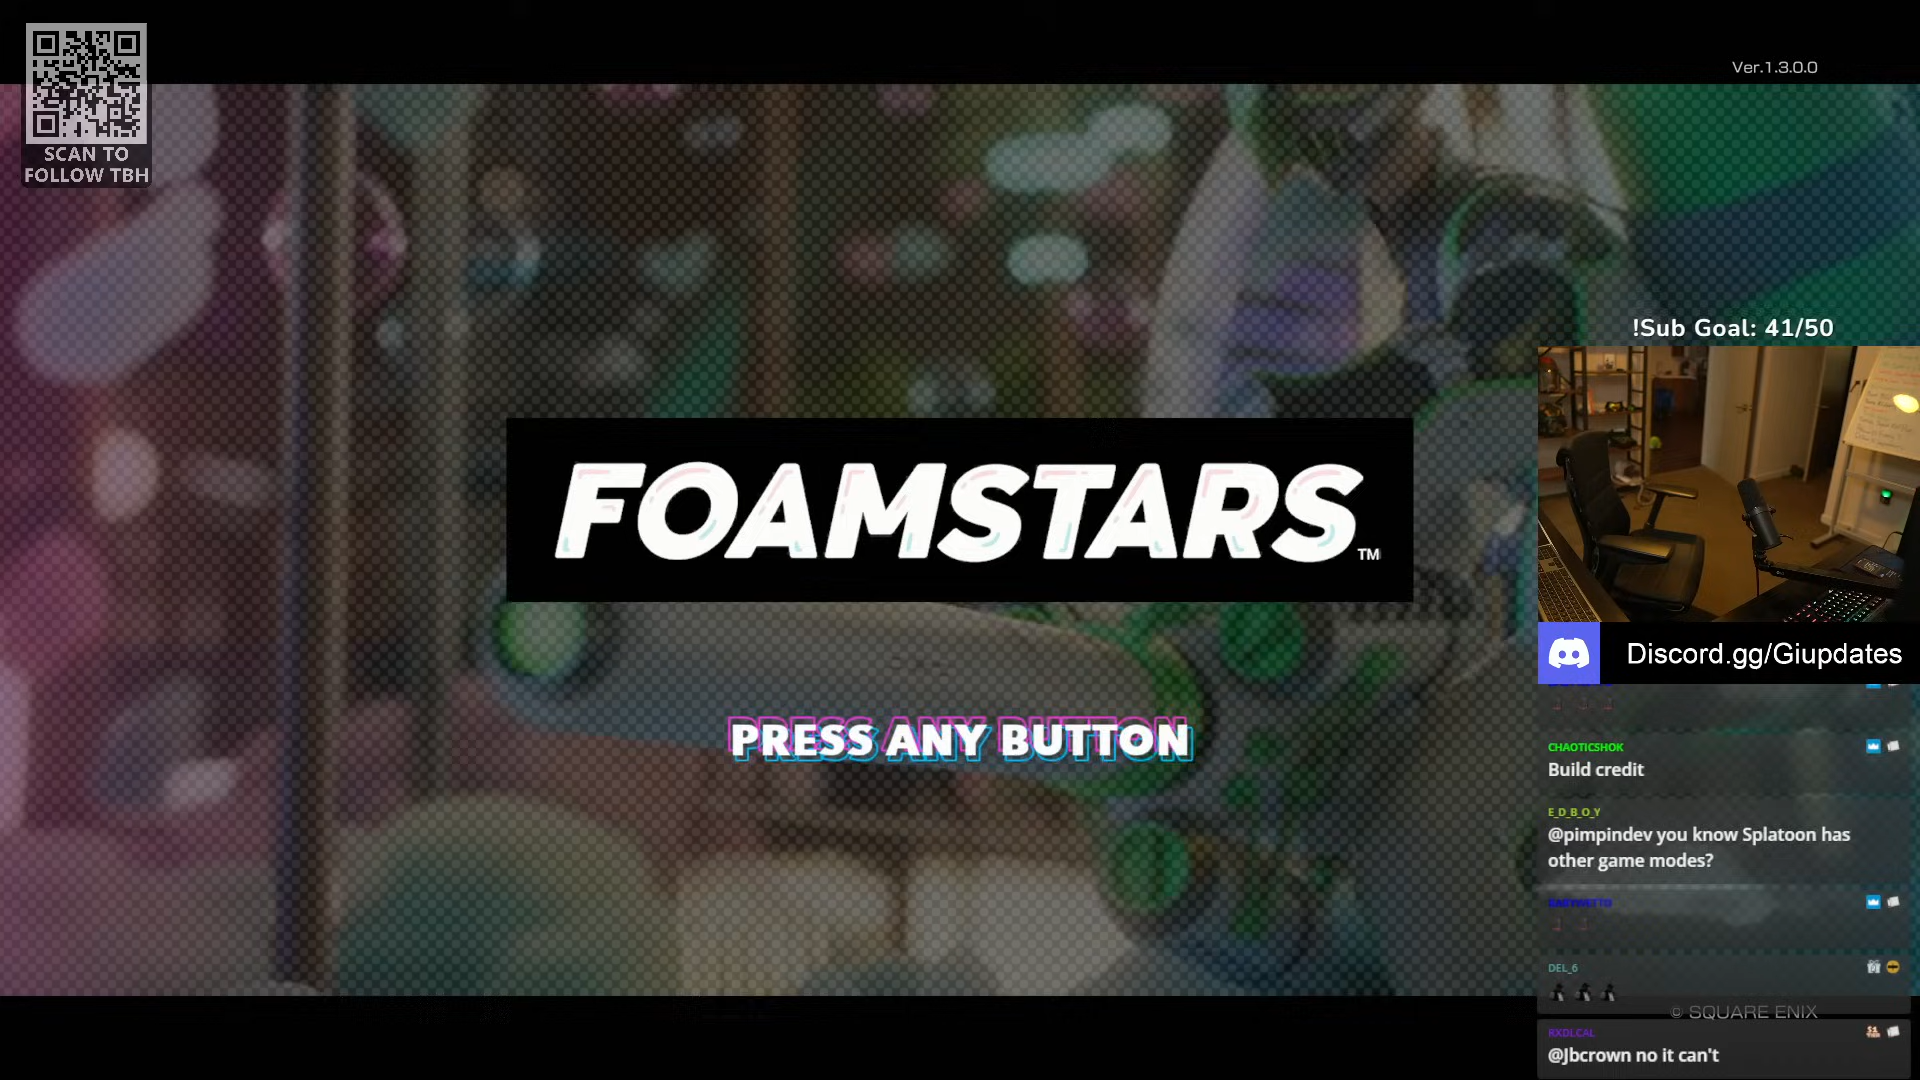 SCAN TO
FOLLOW TBH
Ver.1.3.0.0
!Sub Goal: 41/50
FOAMSTARS™
Discord.gg/Giupdates
PRESS ANY BUTTON
CHAOTICSHOK
Build credit
E_D_B_O_Y
@pimpindev you know Splatoon has
other game modes?
DEL_6
© SQUARE ENIX
RXDLCAL
@Jbcrown no it can't